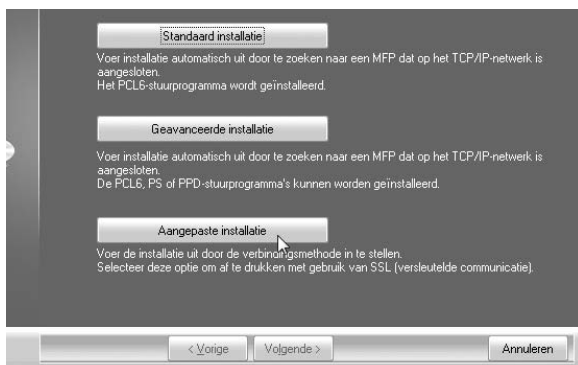 Standaard installatie
Voer installatie automatisch uit door te zoeken naar een MFP dat op het TCP/IP-netwerk is
aangesloten.
Het PCL6-stuurprogramma wordt geïnstalleerd.
Geavanceerde installatie
Voer installatie automatisch uit door te zoeken naar een MFP dat op het TCP/IP-netwerk is
aangesloten.
De PCL6, PS of PPD-stuurprogramma's kunnen worden geïnstalleerd.
Aangepaste installatie
Voer de installatie uit door de verbindingsmethode in te stellen.
Selecteer deze optie om af te drukken met gebruik van SSL (versleutelde communicatie).
< Vorige
Volgende >
Annuleren